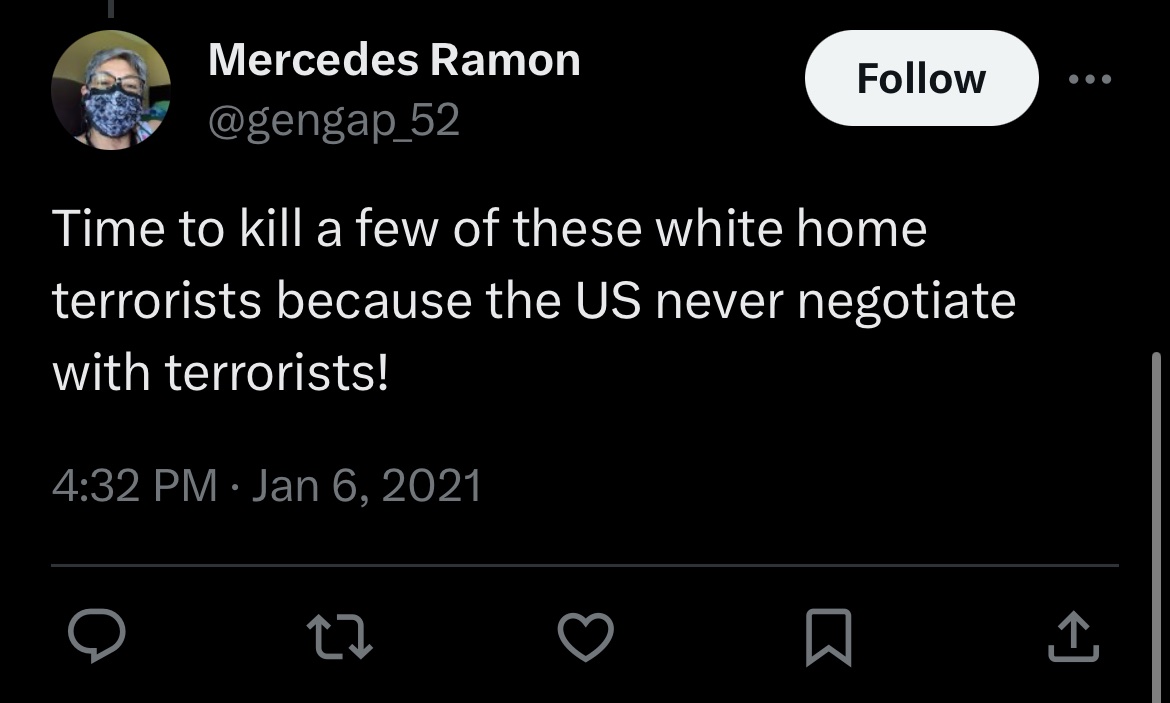 Mercedes Ramon
Follow
@gengap_52
Time to kill a few of these white home
terrorists because the US never negotiate
with terrorists!
4:32 PM · Jan 6, 2021